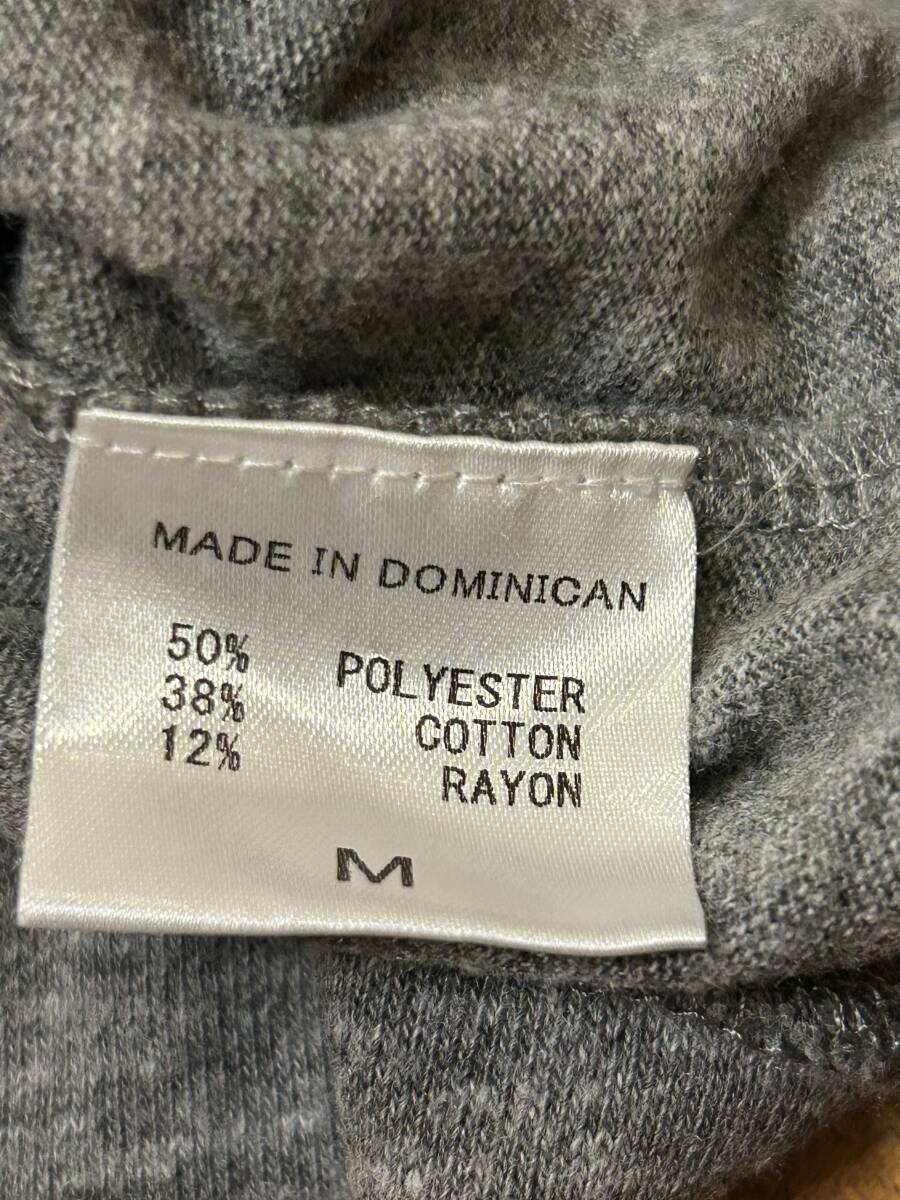 MADE IN DOMINICAN
50% POLYESTER
38% COTTON
12% RAYON
M